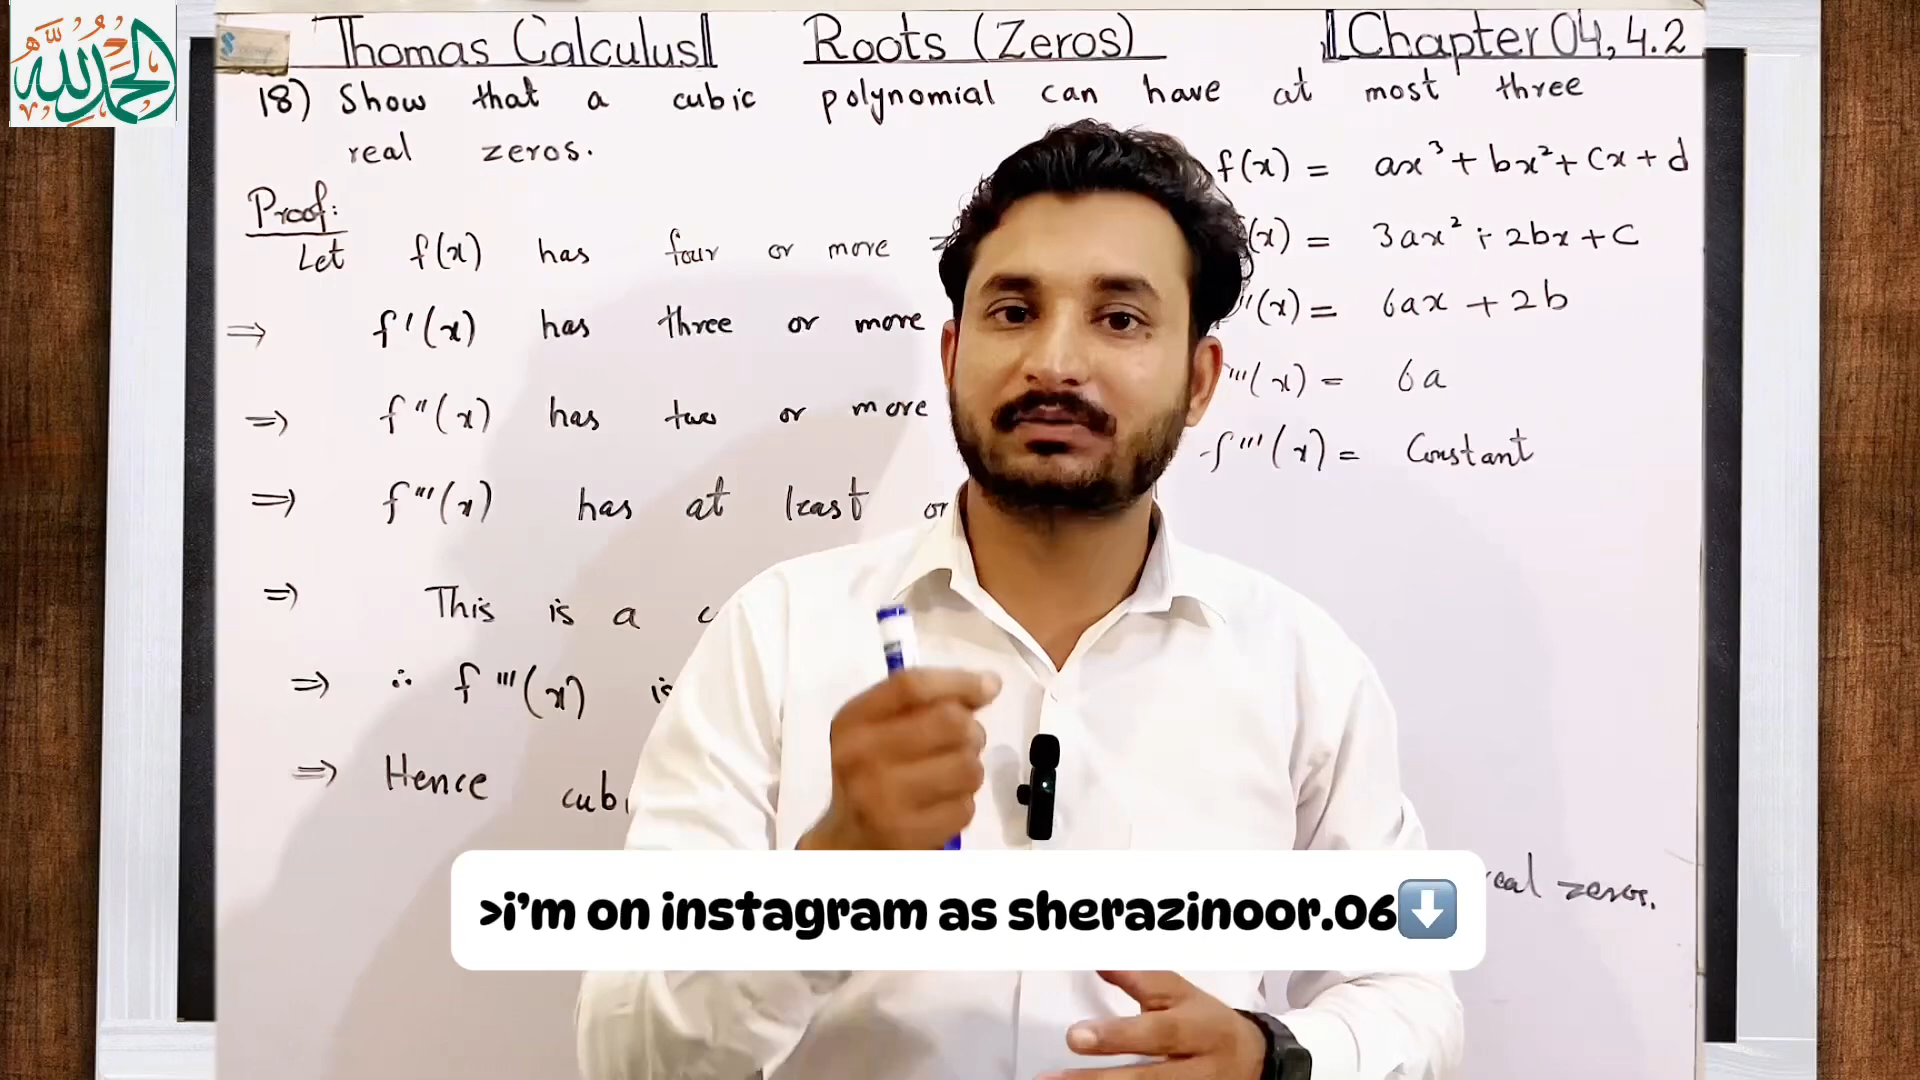 الحمد لله
Thomas Calculus Roots (Zeros) Chapter 04, 4.2
18) Show that a cubic polynomial can have at most three
real zeros.
Proof:
Let f(x) has four or more
⇒ f'(x) has three or more
⇒ f''(x) has two or more
⇒ f'''(x) has at least
⇒ This is a
⇒ ∴ f'''(x) is
⇒ Hence
real zeros.
f(x) = ax³ + bx² + cx + d
(x) = 3ax² + 2bx + c
''(x) = 6ax + 2b
'''(x) = 6a
f'''(x) = Constant
>i'm on instagram as sherazinoor.06⬇️